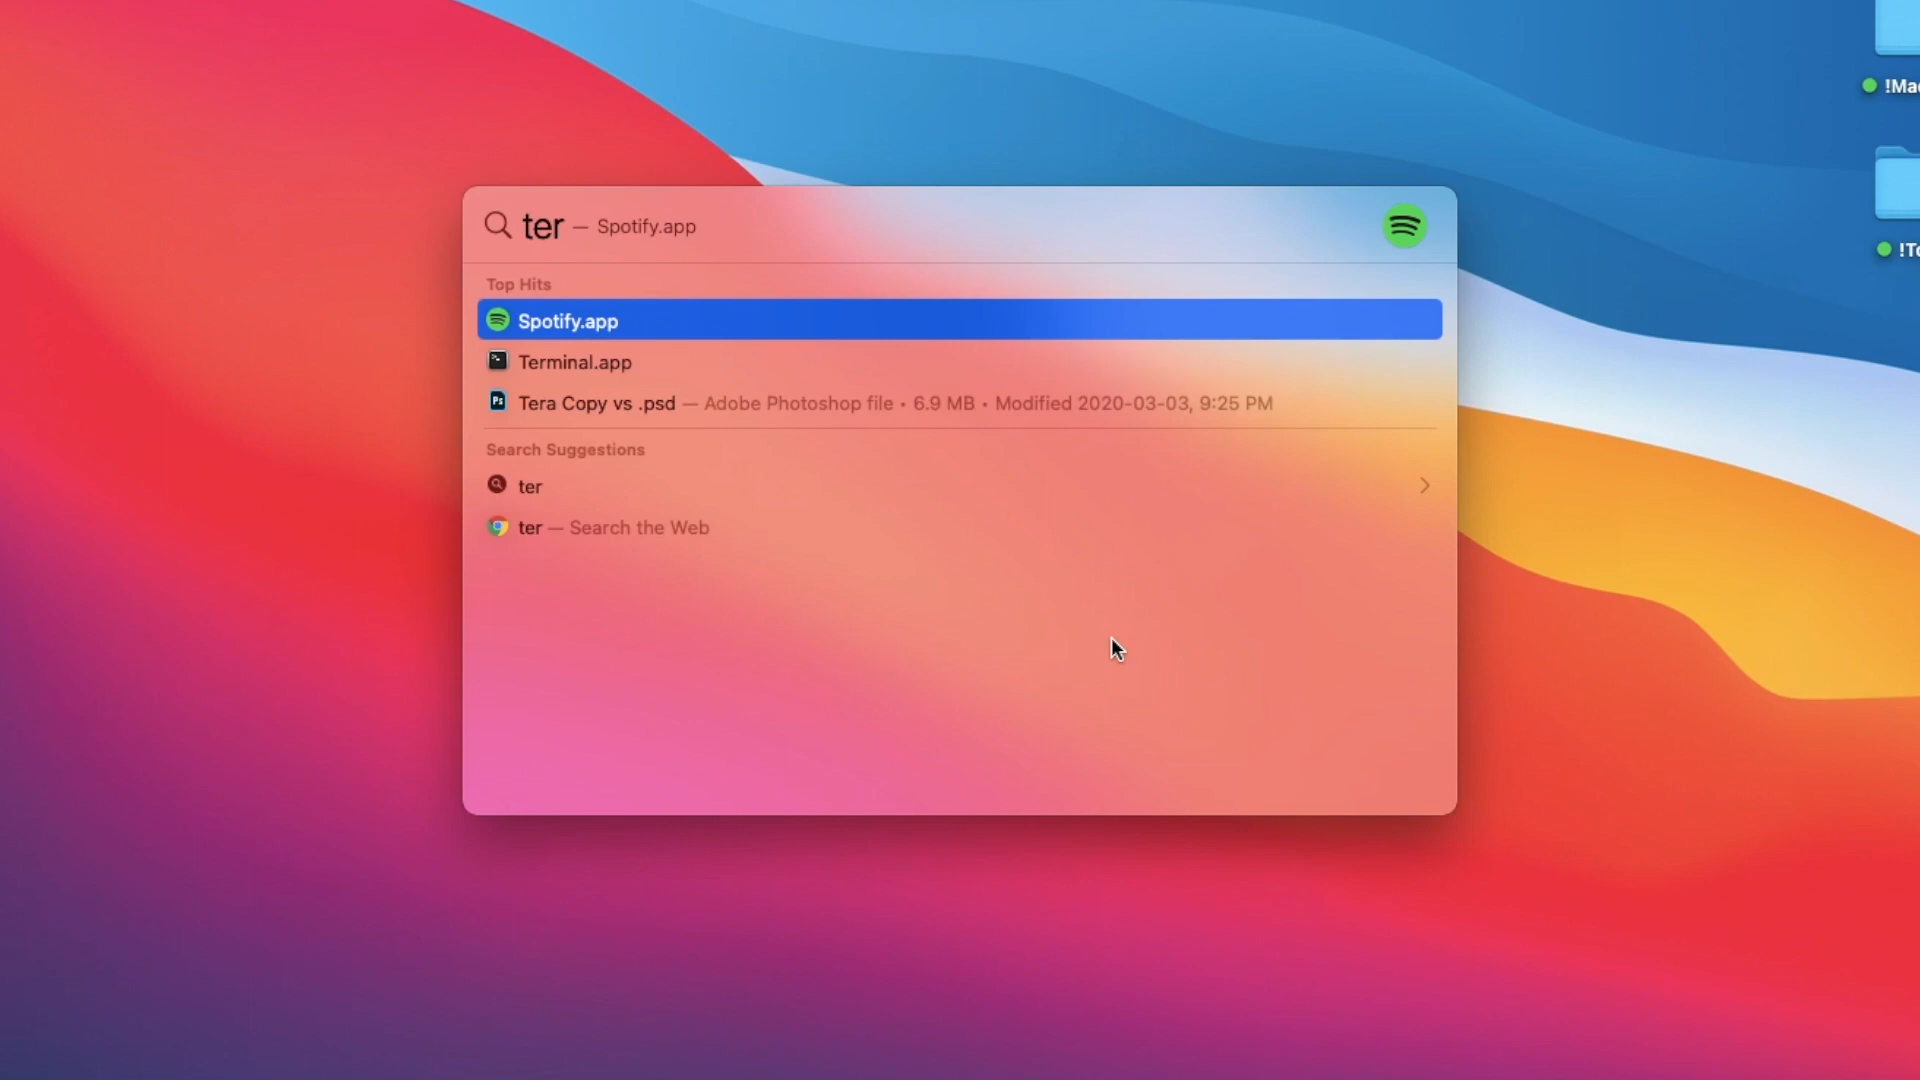 ter — Spotify.app
Top Hits
Spotify.app
Terminal.app
Tera Copy vs .psd — Adobe Photoshop file • 6.9 MB • Modified 2020-03-03, 9:25 PM
Search Suggestions
ter
ter — Search the Web